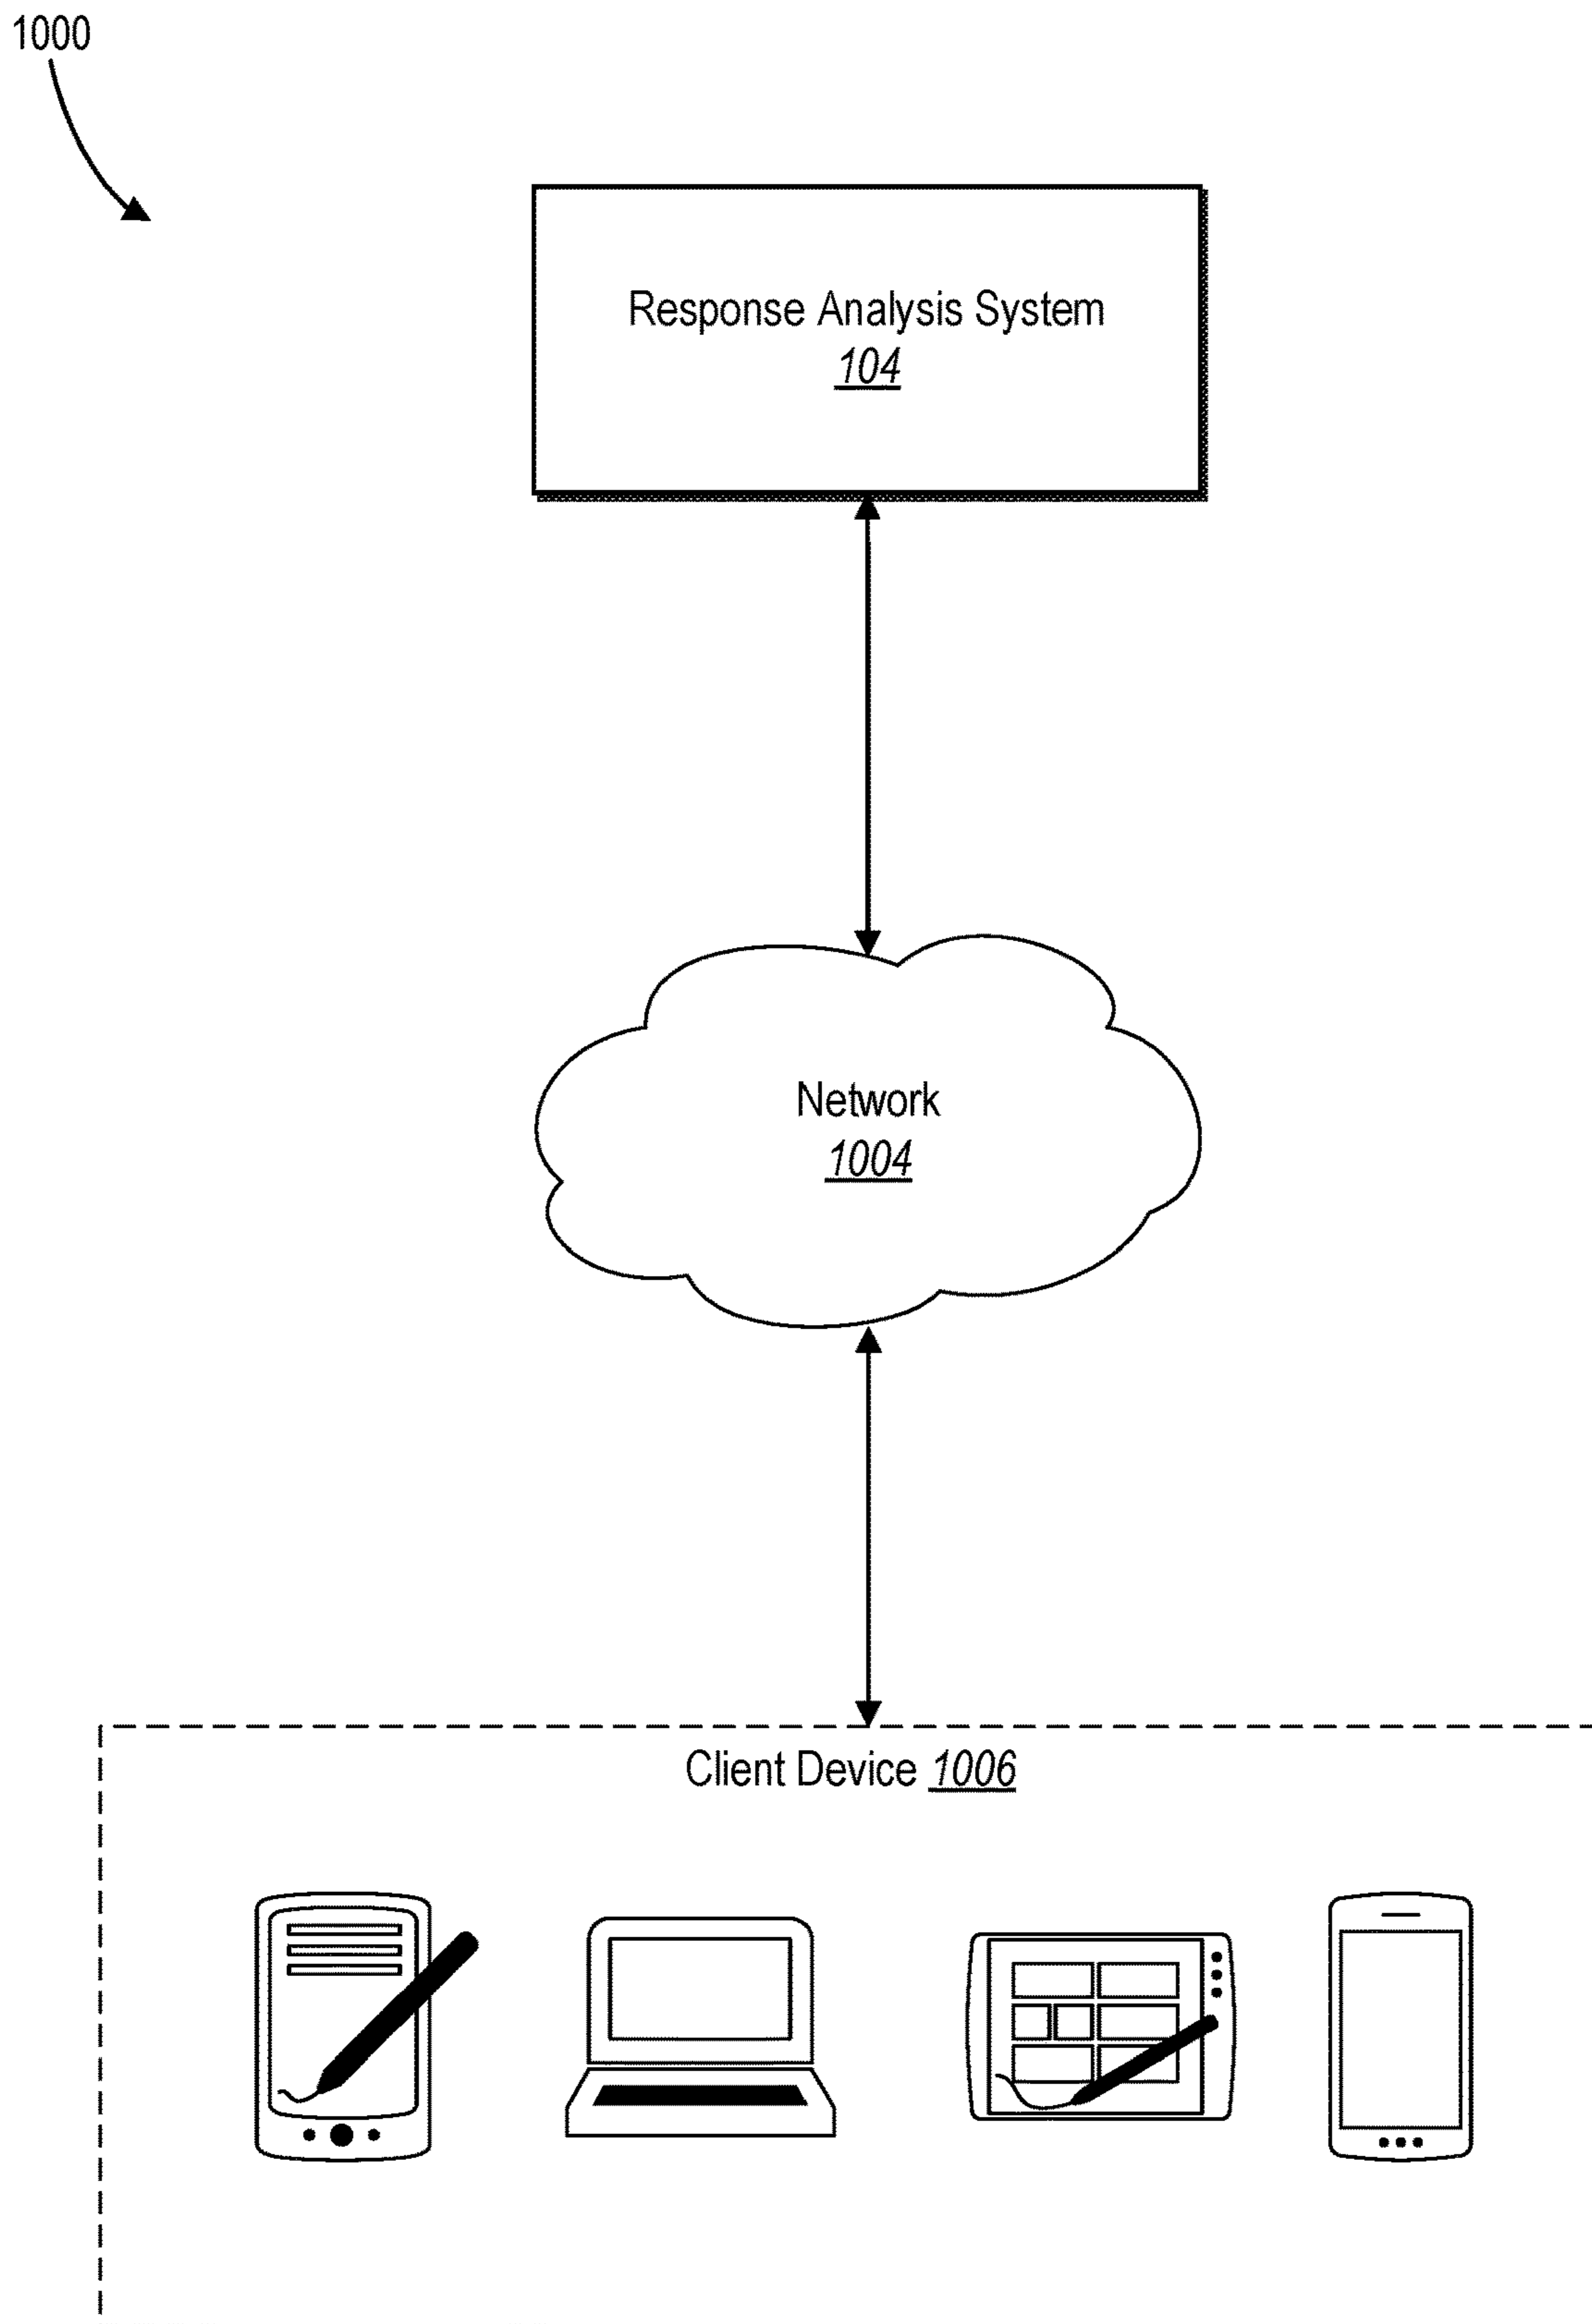 1000
Response Analysis System
104
Network
1004
Client Device 1006